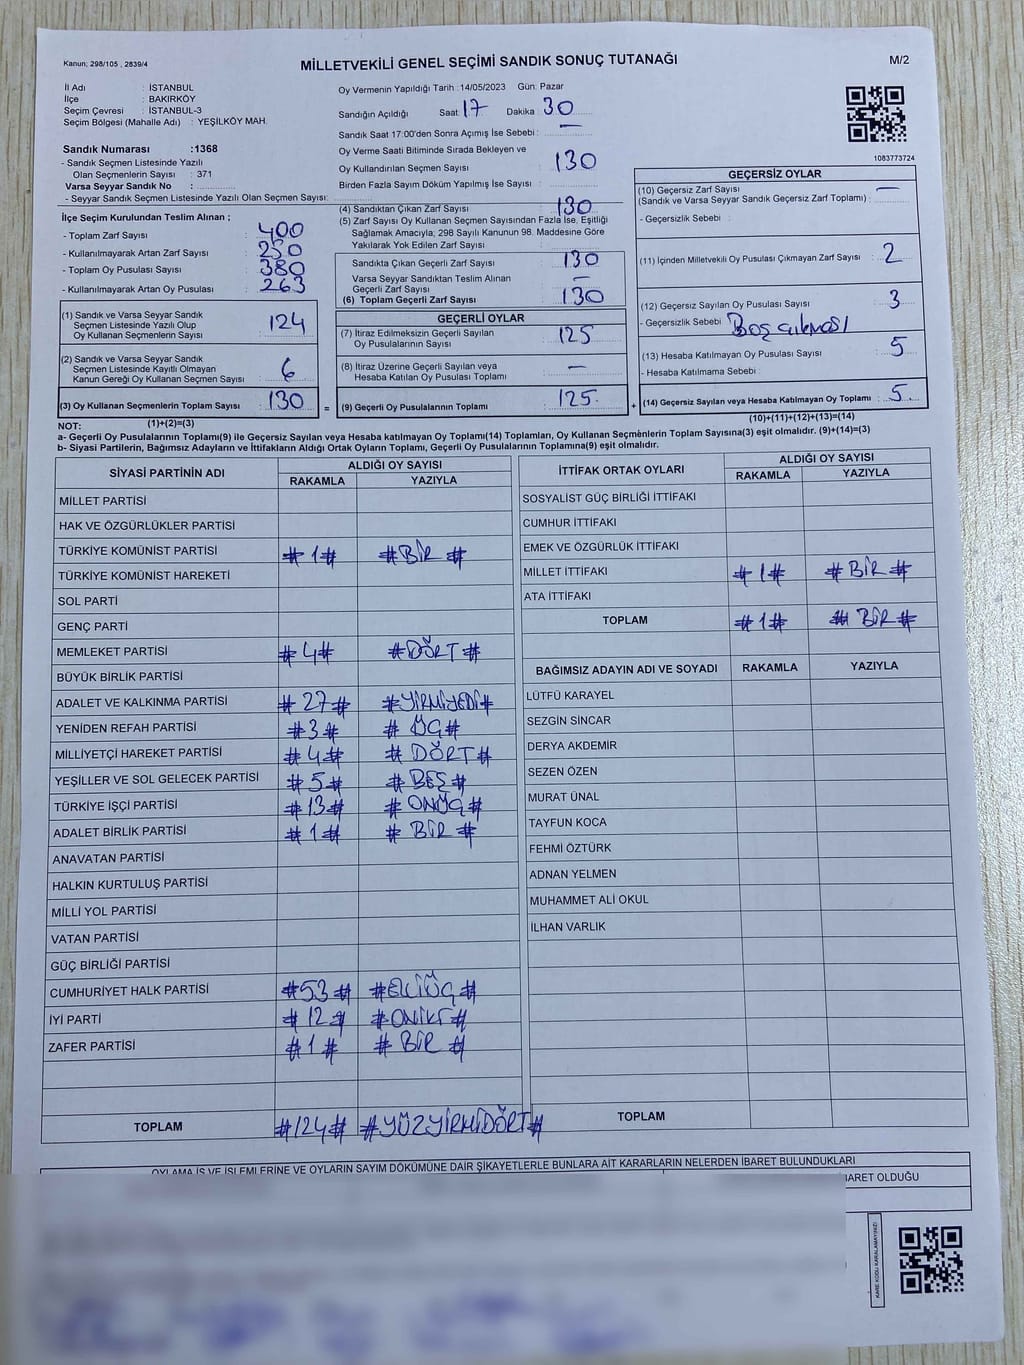 Kanun; 298/105 , 2839/4
MİLLETVEKİLİ GENEL SEÇİMİ SANDIK SONUÇ TUTANAĞI
M/2
İl Adı : İSTANBUL
İlçe : BAKIRKÖY
Seçim Çevresi : İSTANBUL-3
Seçim Bölgesi (Mahalle Adı) : YEŞİLKÖY MAH.
Sandık Numarası :1368
- Sandık Seçmen Listesinde Yazılı
Olan Seçmenlerin Sayısı : 371
Varsa Seyyar Sandık No :
- Seyyar Sandık Seçmen Listesinde Yazılı Olan Seçmen Sayısı:
İlçe Seçim Kurulundan Teslim Alınan ;
- Toplam Zarf Sayısı : 400
- Kullanılmayarak Artan Zarf Sayısı : 250
- Toplam Oy Pusulası Sayısı : 380
- Kullanılmayarak Artan Oy Pusulası : 263
(1) Sandık ve Varsa Seyyar Sandık
Seçmen Listesinde Yazılı Olup
Oy Kullanan Seçmenlerin Sayısı : 124
(2) Sandık ve Varsa Seyyar Sandık
Seçmen Listesinde Kayıtlı Olmayan
Kanun Gereği Oy Kullanan Seçmen Sayısı : 6
(3) Oy Kullanan Seçmenlerin Toplam Sayısı : 130 =
(1)+(2)=(3)
Oy Vermenin Yapıldığı Tarih :14/05/2023 Gün: Pazar
Sandığın Açıldığı Saat: 17 Dakika 30
Sandık Saat 17:00'den Sonra Açımış İse Sebebi : —
Oy Verme Saati Bitiminde Sırada Bekleyen ve
Oy Kullandırılan Seçmen Sayısı : 130
Birden Fazla Sayım Döküm Yapılmış İse Sayısı :
(4) Sandıktan Çıkan Zarf Sayısı : 130
(5) Zarf Sayısı Oy Kullanan Seçmen Sayısından Fazla İse, Eşitliği
Sağlamak Amacıyla; 298 Sayılı Kanunun 98. Maddesine Göre
Yakılarak Yok Edilen Zarf Sayısı :
Sandıkta Çıkan Geçerli Zarf Sayısı : 130
Varsa Seyyar Sandıktan Teslim Alınan
Geçerli Zarf Sayısı : —
(6) Toplam Geçerli Zarf Sayısı : 130
GEÇERLİ OYLAR
(7) İtiraz Edilmeksizin Geçerli Sayılan
Oy Pusulalarının Sayısı : 125
(8) İtiraz Üzerine Geçerli Sayılan veya
Hesaba Katılan Oy Pusulası Toplamı : —
(9) Geçerli Oy Pusulalarının Toplamı : 125 +
1083773724
GEÇERSİZ OYLAR
(10) Geçersiz Zarf Sayısı —
(Sandık ve Varsa Seyyar Sandık Geçersiz Zarf Toplamı) :
- Geçersizlik Sebebi :
(11) İçinden Milletvekili Oy Pusulası Çıkmayan Zarf Sayısı : 2
(12) Geçersiz Sayılan Oy Pusulası Sayısı : 3
- Geçersizlik Sebebi : Boş çıkması
(13) Hesaba Katılmayan Oy Pusulası Sayısı : 5
- Hesaba Katılmama Sebebi :
(14) Geçersiz Sayılan veya Hesaba Katılmayan Oy Toplamı : 5
(10)+(11)+(12)+(13)=(14)
NOT:
a- Geçerli Oy Pusulalarının Toplamı(9) ile Geçersiz Sayılan veya Hesaba katılmayan Oy Toplamı(14) Toplamları, Oy Kullanan Seçmenlerin Toplam Sayısına(3) eşit olmalıdır. (9)+(14)=(3)
b- Siyasi Partilerin, Bağımsız Adayların ve İttifakların Aldığı Ortak Oyların Toplamı, Geçerli Oy Pusulalarının Toplamına(9) eşit olmalıdır.
SİYASİ PARTİNİN ADI ALDIĞI OY SAYISI
RAKAMLA YAZIYLA
MİLLET PARTİSİ
HAK VE ÖZGÜRLÜKLER PARTİSİ
TÜRKİYE KOMÜNİST PARTİSİ #1# #BİR#
TÜRKİYE KOMÜNİST HAREKETİ
SOL PARTİ
GENÇ PARTİ
MEMLEKET PARTİSİ #4# #DÖRT#
BÜYÜK BİRLİK PARTİSİ
ADALET VE KALKINMA PARTİSİ #27# #YİRMİYEDİ#
YENİDEN REFAH PARTİSİ #3# #ÜÇ#
MİLLİYETÇİ HAREKET PARTİSİ #4# #DÖRT#
YEŞİLLER VE SOL GELECEK PARTİSİ #5# #BEŞ#
TÜRKİYE İŞÇİ PARTİSİ #13# #ONÜÇ#
ADALET BİRLİK PARTİSİ #1# #BİR#
ANAVATAN PARTİSİ
HALKIN KURTULUŞ PARTİSİ
MİLLİ YOL PARTİSİ
VATAN PARTİSİ
GÜÇ BİRLİĞİ PARTİSİ
CUMHURİYET HALK PARTİSİ #53# #ELLİÜÇ#
İYİ PARTİ #12# #ONİKİ#
ZAFER PARTİSİ #1# #BİR#
TOPLAM #124# #YÜZYİRMİDÖRT#
İTTİFAK ORTAK OYLARI ALDIĞI OY SAYISI
RAKAMLA YAZIYLA
SOSYALİST GÜÇ BİRLİĞİ İTTİFAKI
CUMHUR İTTİFAKI
EMEK VE ÖZGÜRLÜK İTTİFAKI
MİLLET İTTİFAKI #1# #BİR#
ATA İTTİFAKI
TOPLAM #1# #BİR#
BAĞIMSIZ ADAYIN ADI VE SOYADI RAKAMLA YAZIYLA
LÜTFÜ KARAYEL
SEZGİN SİNCAR
DERYA AKDEMİR
SEZEN ÖZEN
MURAT ÜNAL
TAYFUN KOCA
FEHMİ ÖZTÜRK
ADNAN YELMEN
MUHAMMET ALİ OKUL
İLHAN VARLIK
TOPLAM
OYLAMA İŞ VE İŞLEMLERİNE VE OYLARIN SAYIM DÖKÜMÜNE DAİR ŞİKAYETLERLE BUNLARA AİT KARARLARIN NELERDEN İBARET BULUNDUKLARI
İBARET OLDUĞU
KARE KODU KARALAMAYINIZ!